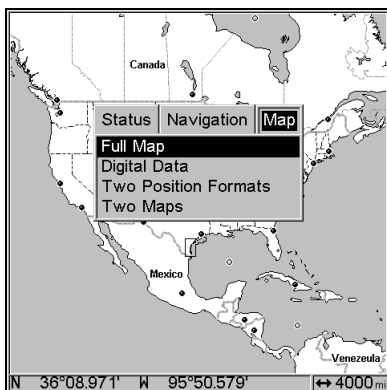 Canada
Status Navigation Map
Full Map
Digital Data
Two Position Formats
Two Maps
Mexico
Venezuela
N 36°08.971' W 95°50.579' ↔ 4000 mi